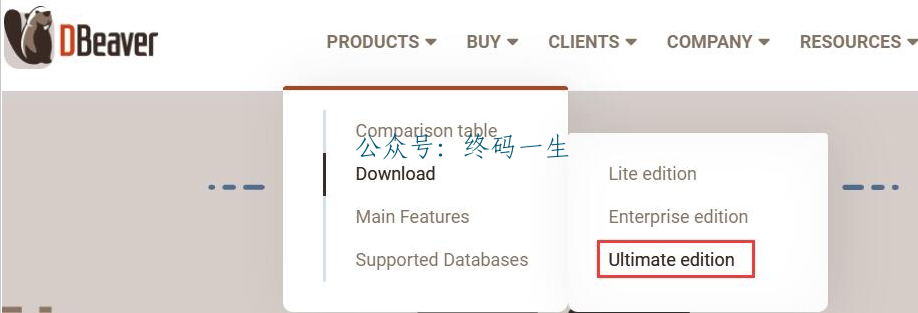 DBeaver
PRODUCTS BUY CLIENTS COMPANY RESOURCES
Comparison table
公众号：终码一生
Download
Main Features
Supported Databases
Lite edition
Enterprise edition
Ultimate edition